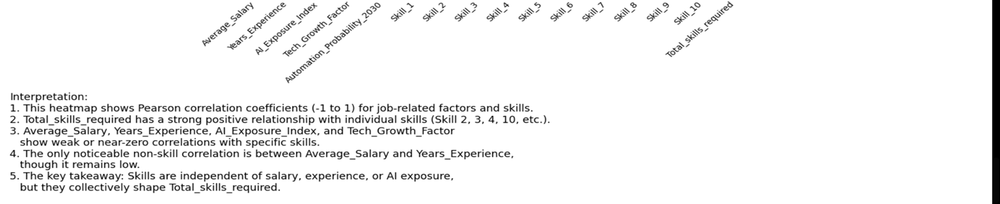 Average_Salary
Years_Experience
AI_Exposure_Index
Tech_Growth_Factor
Automation_Probability_2030
Skill_1
Skill_2
Skill_3
Skill_4
Skill_5
Skill_6
Skill_7
Skill_8
Skill_9
Skill_10
Total_skills_required
Interpretation:
1. This heatmap shows Pearson correlation coefficients (-1 to 1) for job-related factors and skills.
2. Total_skills_required has a strong positive relationship with individual skills (Skill 2, 3, 4, 10, etc.).
3. Average_Salary, Years_Experience, AI_Exposure_Index, and Tech_Growth_Factor
show weak or near-zero correlations with specific skills.
4. The only noticeable non-skill correlation is between Average_Salary and Years_Experience,
though it remains low.
5. The key takeaway: Skills are independent of salary, experience, or AI exposure,
but they collectively shape Total_skills_required.